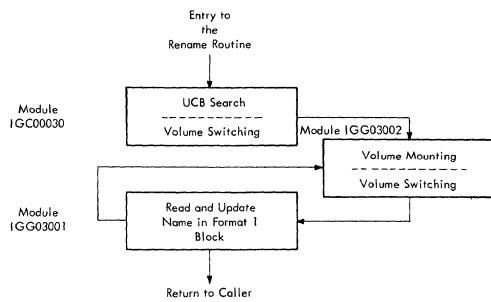 Entry to
the
Rename Routine
Module
IGC00030
UCB Search
Volume Switching
Module IGG03002
Volume Mounting
Volume Switching
Module
IGG03001
Read and Update
Name in Format 1
Block
Return to Caller